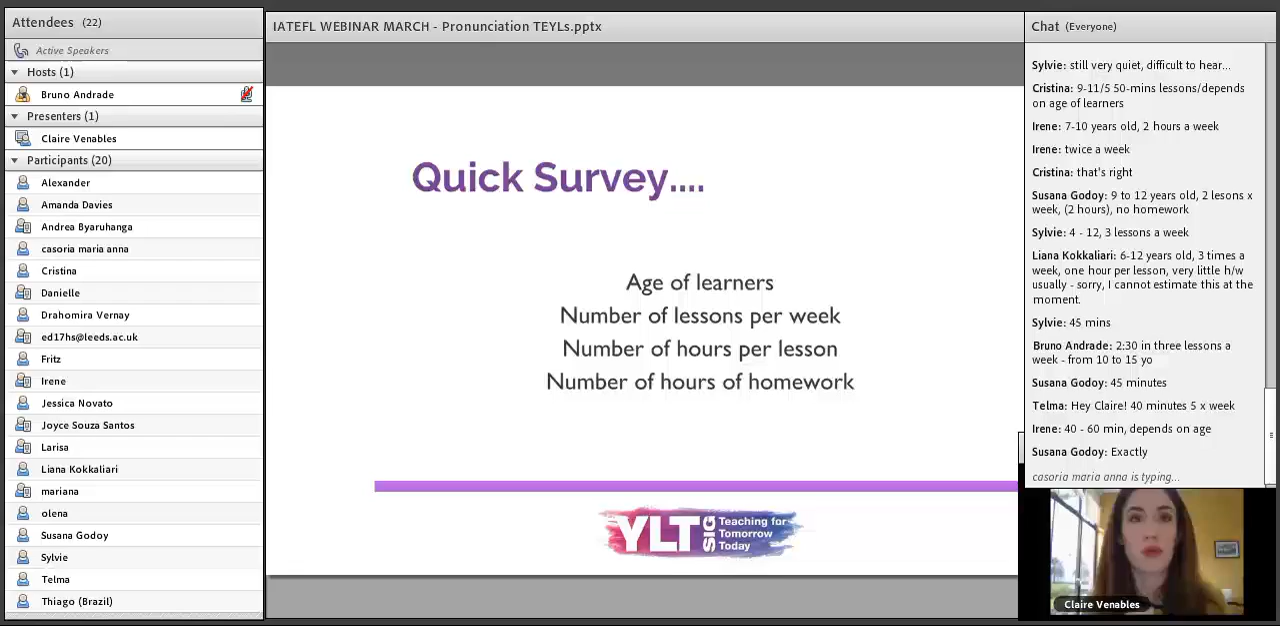 Attendees (22)
Active Speakers
Hosts (1)
Bruno Andrade
Presenters (1)
Claire Venables
Participants (20)
Alexander
Amanda Davies
Andrea Byaruhanga
casoria maria anna
Cristina
Danielle
Drahomira Vernay
ed17hs@leeds.ac.uk
Fritz
Irene
Jessica Novato
Joyce Souza Santos
Larisa
Liana Kokkaliari
mariana
olena
Susana Godoy
Sylvie
Telma
Thiago (Brazil)
IATEFL WEBINAR MARCH - Pronunciation TEYLs.pptx
Quick Survey....
Age of learners
Number of lessons per week
Number of hours per lesson
Number of hours of homework
YLT SIG Teaching for
Tomorrow
Today
Chat (Everyone)
Sylvie: still very quiet, difficult to hear...
Cristina: 9-11/5 50-mins lessons/depends
on age of learners
Irene: 7-10 years old, 2 hours a week
Irene: twice a week
Cristina: that's right
Susana Godoy: 9 to 12 years old, 2 lesons x
week, (2 hours), no homework
Sylvie: 4 - 12, 3 lessons a week
Liana Kokkaliari: 6-12 years old, 3 times a
week, one hour per lesson, very little h/w
usually - sorry, I cannot estimate this at the
moment.
Sylvie: 45 mins
Bruno Andrade: 2:30 in three lessons a
week - from 10 to 15 yo
Susana Godoy: 45 minutes
Telma: Hey Claire! 40 minutes 5 x week
Irene: 40 - 60 min, depends on age
Susana Godoy: Exactly
casoria maria anna is typing...
Claire Venables